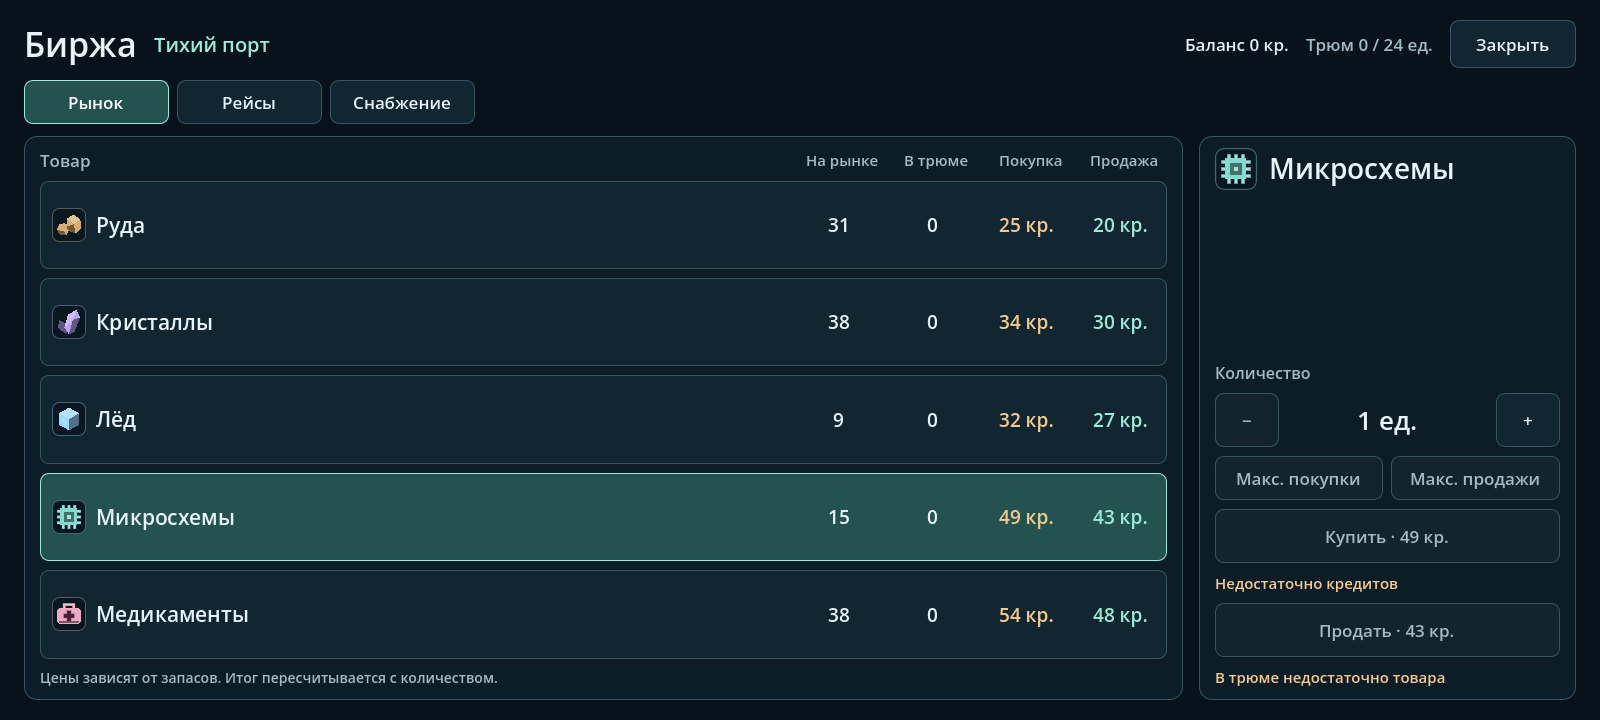 Биржа Тихий порт Баланс 0 кр. Трюм 0 / 24 ед. Закрыть
Рынок Рейсы Снабжение
Товар На рынке В трюме Покупка Продажа
Руда 31 0 25 кр. 20 кр.
Кристаллы 38 0 34 кр. 30 кр.
Лёд 9 0 32 кр. 27 кр.
Микросхемы 15 0 49 кр. 43 кр.
Медикаменты 38 0 54 кр. 48 кр.
Цены зависят от запасов. Итог пересчитывается с количеством.
Микросхемы
Количество
− 1 ед. +
Макс. покупки Макс. продажи
Купить · 49 кр.
Недостаточно кредитов
Продать · 43 кр.
В трюме недостаточно товара